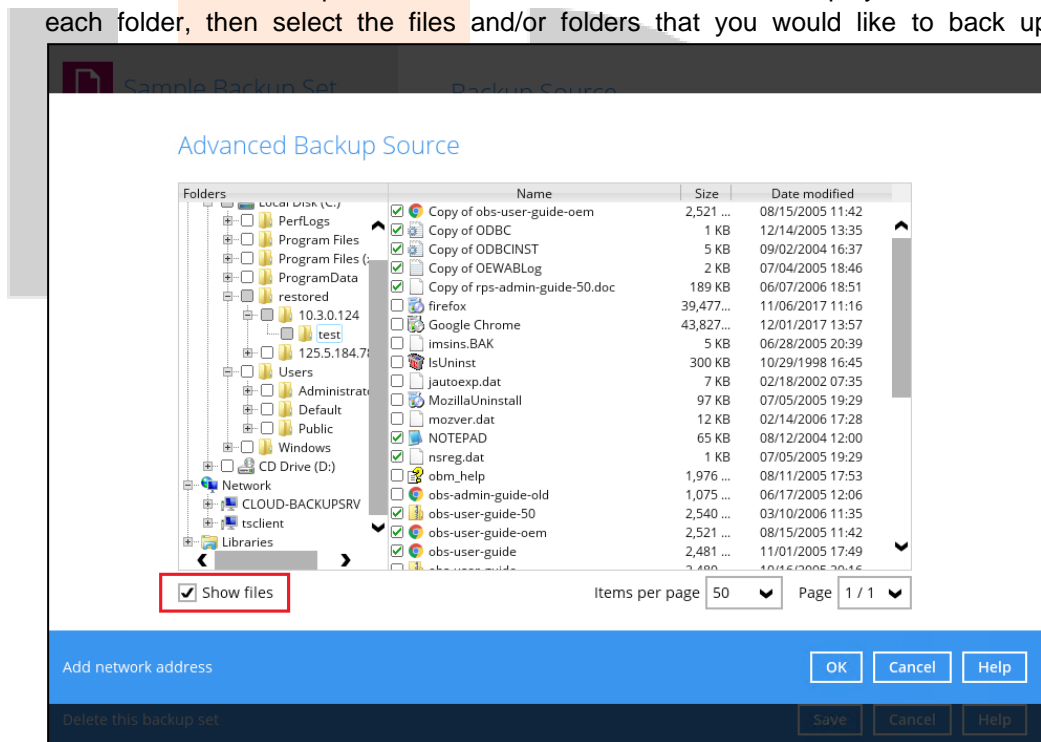 each folder, then select the files and/or folders that you would like to back up
Sample Backup Set
Backup Source
Advanced Backup Source
Folders Name Size Date modified
Local Disk (C:)
PerfLogs
Program Files
Program Files (
ProgramData
restored
10.3.0.124
test
125.5.184.78
Users
Administrato
Default
Public
Windows
CD Drive (D:)
Network
CLOUD-BACKUPSRV
tsclient
Libraries
Copy of obs-user-guide-oem 2,521 ... 08/15/2005 11:42
Copy of ODBC 1 KB 12/14/2005 13:35
Copy of ODBCINST 5 KB 09/02/2004 16:37
Copy of OEWABLog 2 KB 07/04/2005 18:46
Copy of rps-admin-guide-50.doc 189 KB 06/07/2006 18:51
firefox 39,477... 11/06/2017 11:16
Google Chrome 43,827... 12/01/2017 13:57
imsins.BAK 5 KB 06/28/2005 20:39
IsUninst 300 KB 10/29/1998 16:45
jautoexp.dat 7 KB 02/18/2002 07:35
MozillaUninstall 97 KB 07/05/2005 19:29
mozver.dat 12 KB 02/14/2006 17:28
NOTEPAD 65 KB 08/12/2004 12:00
nsreg.dat 1 KB 07/05/2005 19:29
obm_help 1,976 ... 08/11/2005 17:53
obs-admin-guide-old 1,075 ... 06/17/2005 12:06
obs-user-guide-50 2,540 ... 03/10/2006 11:35
obs-user-guide-oem 2,521 ... 08/15/2005 11:42
obs-user-guide 2,481 ... 11/01/2005 17:49
Show files
Items per page 50 Page 1 / 1
Add network address OK Cancel Help
Delete this backup set Save Cancel Help